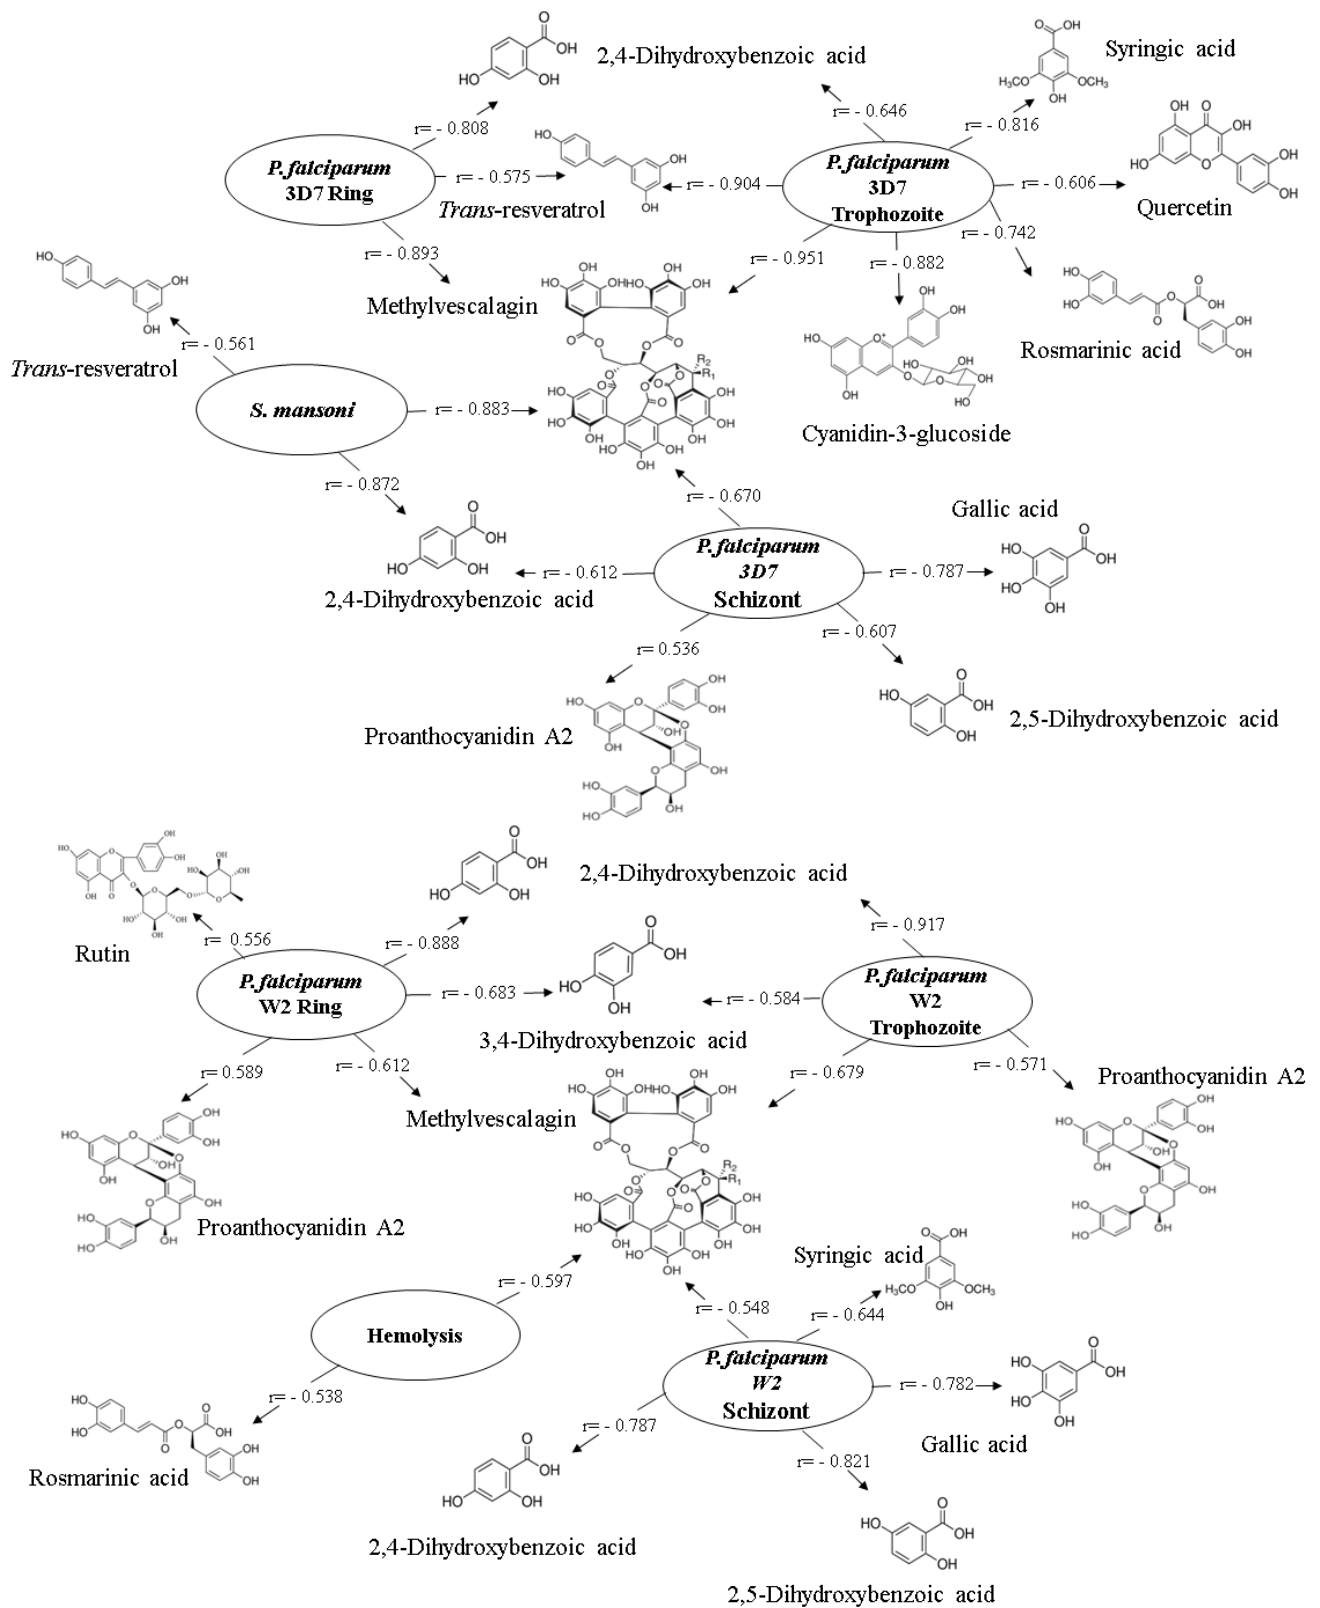 2,4-Dihydroxybenzoic acid
Syringic acid
r= - 0.808
r= - 0.646
r= - 0.816
P.falciparum
3D7 Ring
r= - 0.575
Trans-resveratrol
r= - 0.904
P.falciparum
3D7
Trophozoite
r= - 0.606
Quercetin
r= - 0.893
r= - 0.951
r= - 0.882
r= - 0.742
Methylvescalagin
Trans-resveratrol
r= - 0.561
Rosmarinic acid
Cyanidin-3-glucoside
S. mansoni
r= - 0.883
r= - 0.872
r= - 0.670
Gallic acid
P.falciparum
3D7
Schizont
r= - 0.612
r= - 0.787
2,4-Dihydroxybenzoic acid
r= 0.536
r= - 0.607
Proanthocyanidin A2
2,5-Dihydroxybenzoic acid
2,4-Dihydroxybenzoic acid
Rutin
r= 0.556
r= - 0.888
r= - 0.917
P.falciparum
W2 Ring
r= - 0.683
r= - 0.584
P.falciparum
W2
Trophozoite
3,4-Dihydroxybenzoic acid
r= 0.589
r= - 0.612
r= - 0.679
r= - 0.571
Proanthocyanidin A2
Methylvescalagin
Proanthocyanidin A2
Syringic acid
r= - 0.597
r= - 0.548
r= - 0.644
Hemolysis
P.falciparum
W2
Schizont
r= - 0.782
r= - 0.538
r= - 0.787
r= - 0.821
Gallic acid
Rosmarinic acid
2,4-Dihydroxybenzoic acid
2,5-Dihydroxybenzoic acid